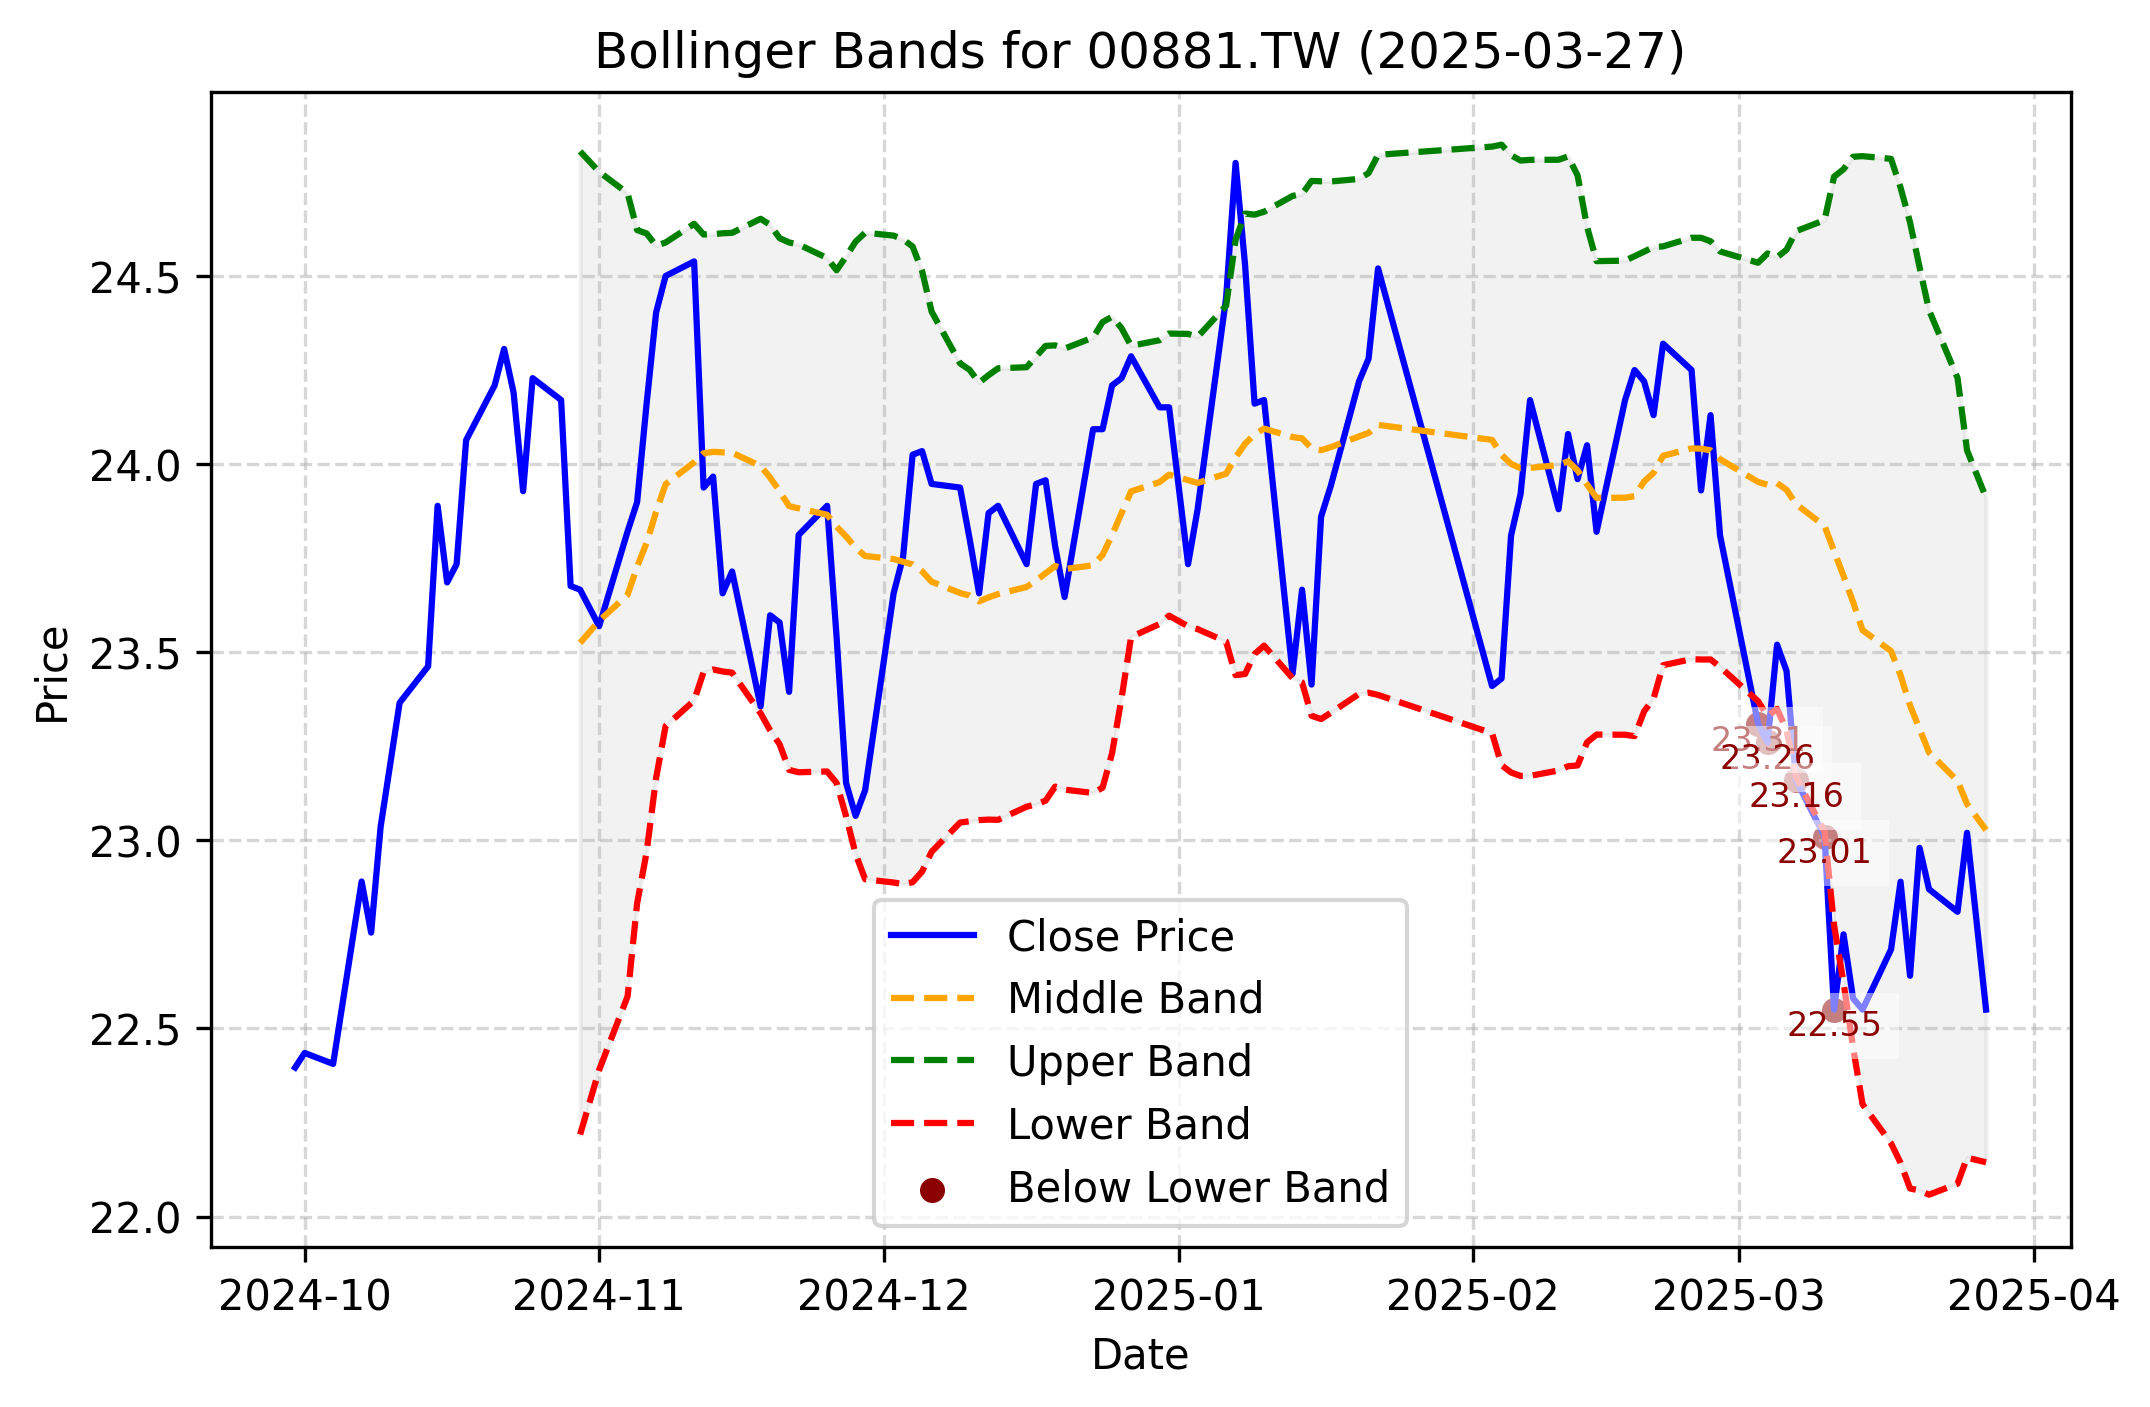 Bollinger Bands for 00881.TW (2025-03-27)
Price
24.5
24.0
23.5
23.0
22.5
22.0
23.31
23.26
23.16
23.01
22.55
Close Price
Middle Band
Upper Band
Lower Band
Below Lower Band
2024-10
2024-11
2024-12
2025-01
2025-02
2025-03
2025-04
Date